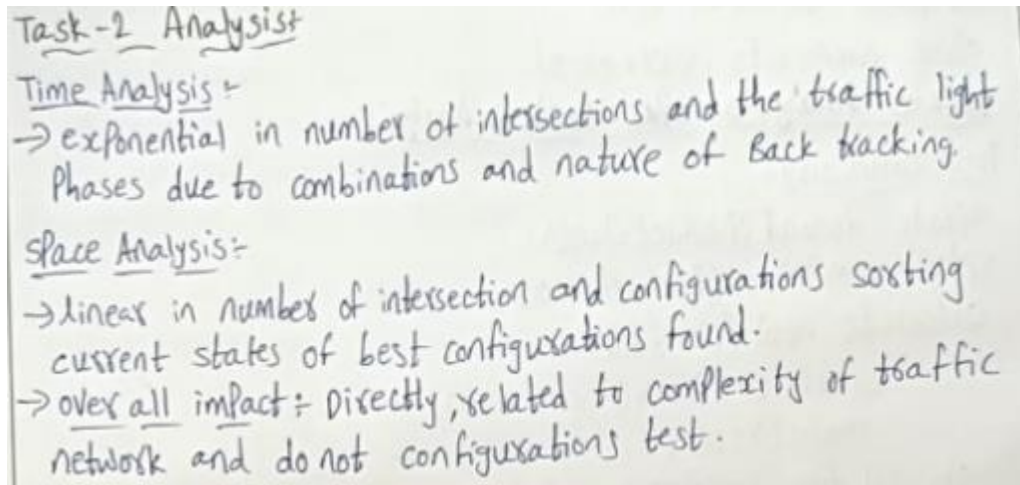 Task-2 Analysis:
Time Analysis:-
→ exponential in number of intersections and the traffic light
Phases due to combinations and nature of Back tracking.
space Analysis:-
→ linear in number of intersection and configurations sorting
current states of best configurations found.
→ over all impact:- Directly, related to complexity of traffic
network and do not configurations test.